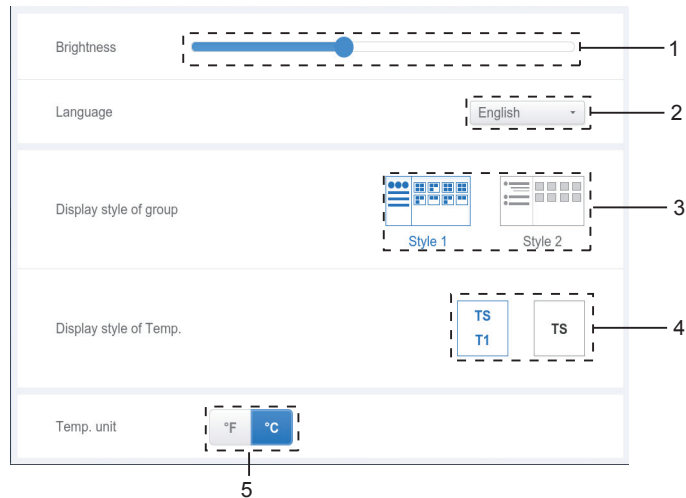 Brightness
1
Language
English
2
Display style of group
Style 1
Style 2
3
Display style of Temp.
TS
T1
TS
4
Temp. unit
°F
°C
5